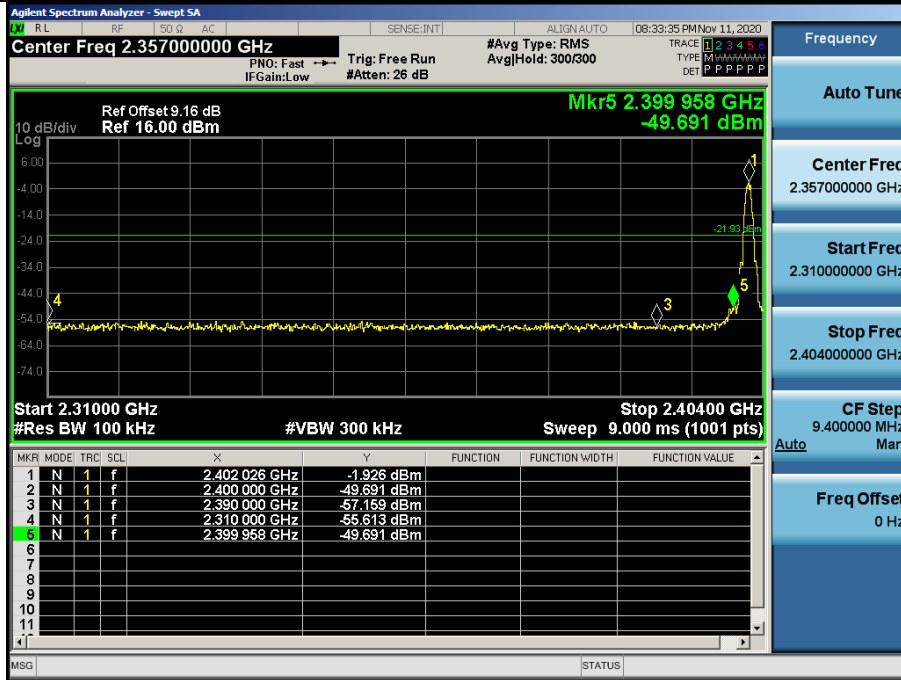 Agilent Spectrum Analyzer - Swept SA
LXI RL RF 50 Ω AC SENSE:INT ALIGN AUTO 08:33:35 PM Nov 11, 2020
Center Freq 2.357000000 GHz
PNO: Fast
IFGain:Low
Trig: Free Run
#Atten: 26 dB
#Avg Type: RMS
Avg|Hold: 300/300
TRACE 1 2 3 4 5 6
TYPE M
DET P P P P P P
Mkr5 2.399 958 GHz
-49.691 dBm
Ref Offset 9.16 dB
10 dB/div Ref 16.00 dBm
Log
6.00
-4.00
-14.0
-24.0
-34.0
-44.0
-54.0
-64.0
-74.0
1
-21.93 dBm
5
4
3
Start 2.31000 GHz Stop 2.40400 GHz
#Res BW 100 kHz #VBW 300 kHz Sweep 9.000 ms (1001 pts)
MKR MODE TRC SCL X Y FUNCTION FUNCTION WIDTH FUNCTION VALUE
1 N 1 f 2.402 026 GHz -1.926 dBm
2 N 1 f 2.400 000 GHz -49.691 dBm
3 N 1 f 2.390 000 GHz -57.159 dBm
4 N 1 f 2.310 000 GHz -55.613 dBm
5 N 1 f 2.399 958 GHz -49.691 dBm
6
7
8
9
10
11
MSG STATUS
Frequency
Auto Tune
Center Freq
2.357000000 GHz
Start Freq
2.310000000 GHz
Stop Freq
2.404000000 GHz
CF Step
9.400000 MHz
Auto Man
Freq Offset
0 Hz